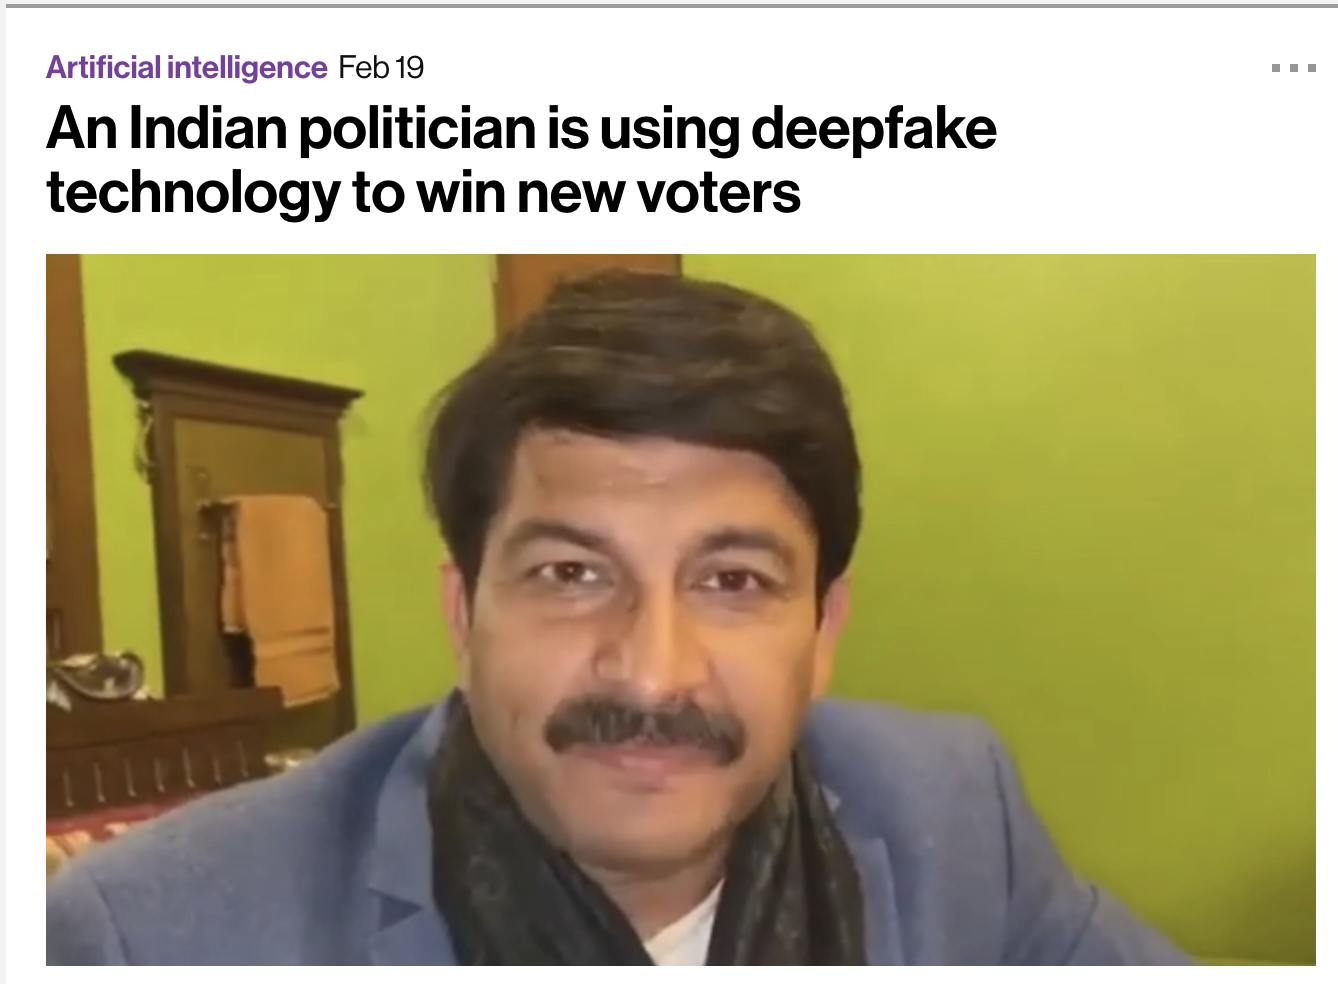 Artificial intelligence Feb 19
An Indian politician is using deepfake
technology to win new voters